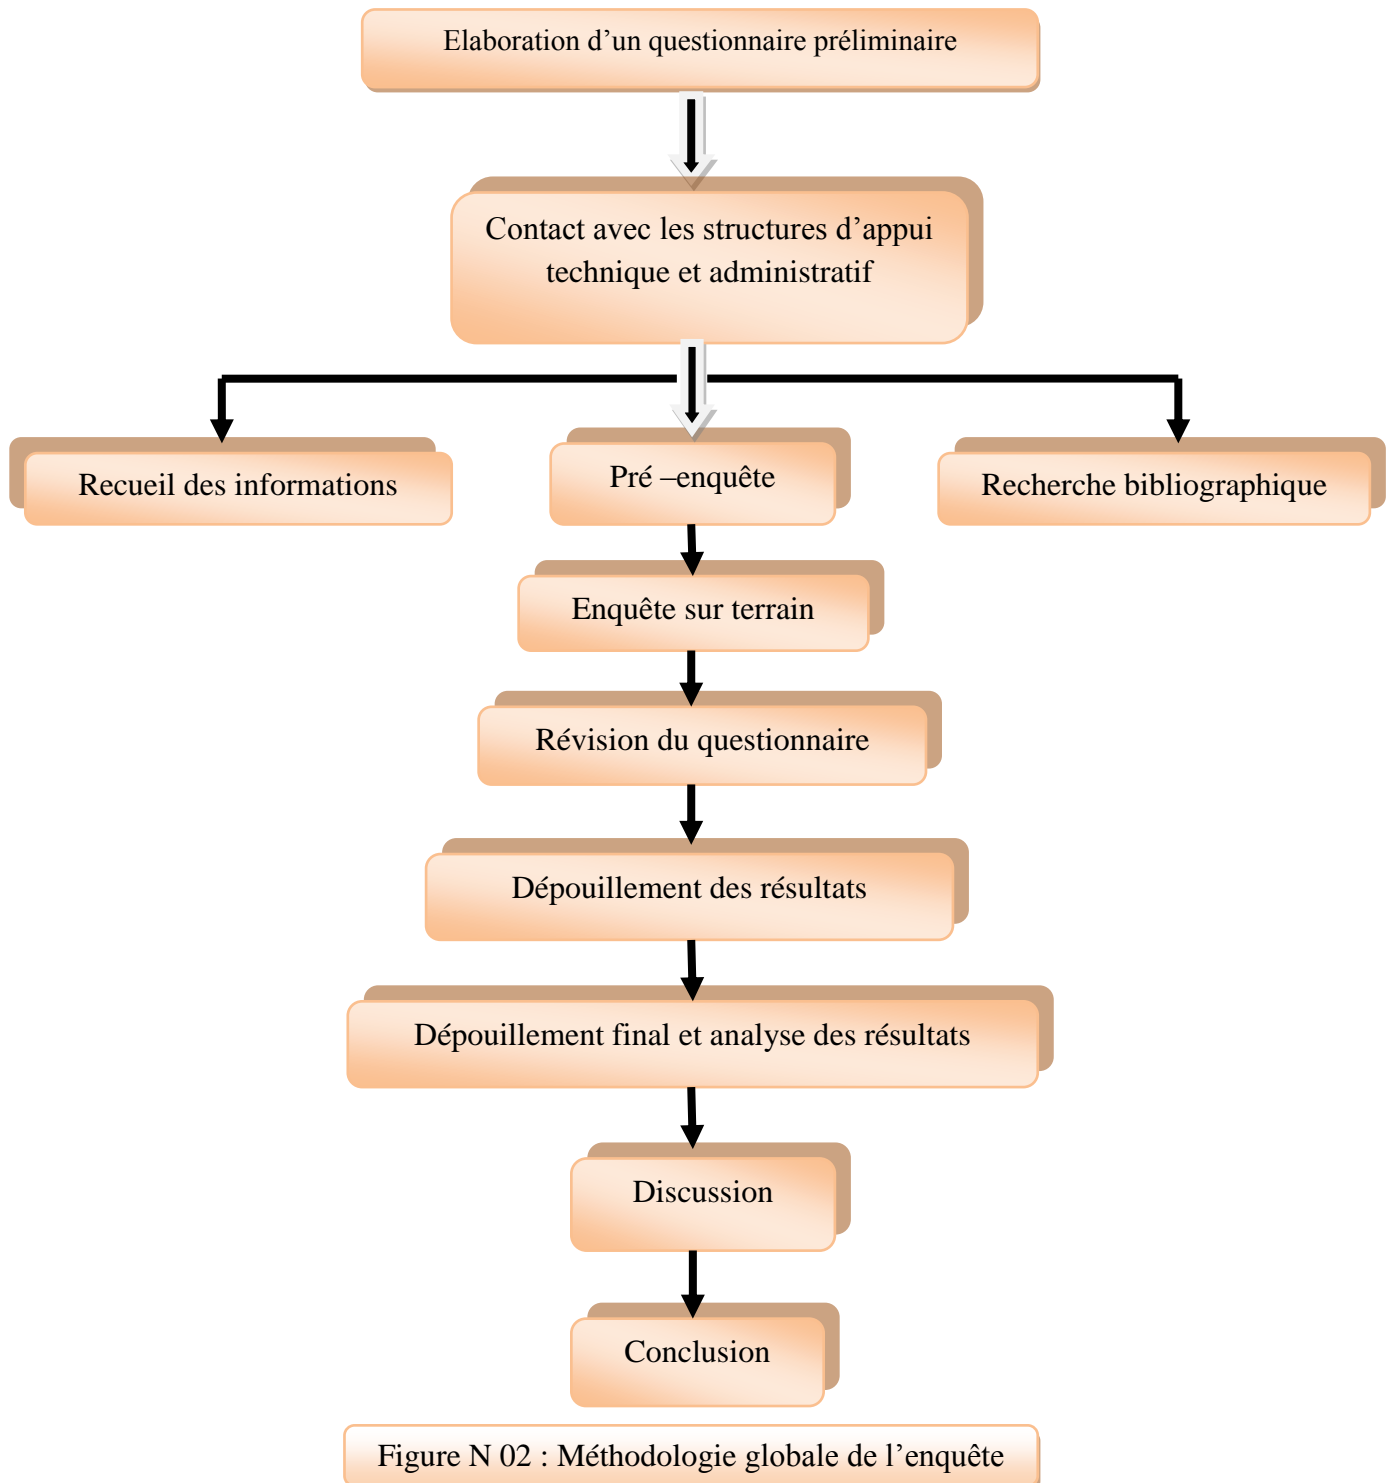 Elaboration d’un questionnaire préliminaire
Contact avec les structures d’appui
technique et administratif
Recueil des informations
Pré –enquête
Recherche bibliographique
Enquête sur terrain
Révision du questionnaire
Dépouillement des résultats
Dépouillement final et analyse des résultats
Discussion
Conclusion
Figure N 02 : Méthodologie globale de l’enquête